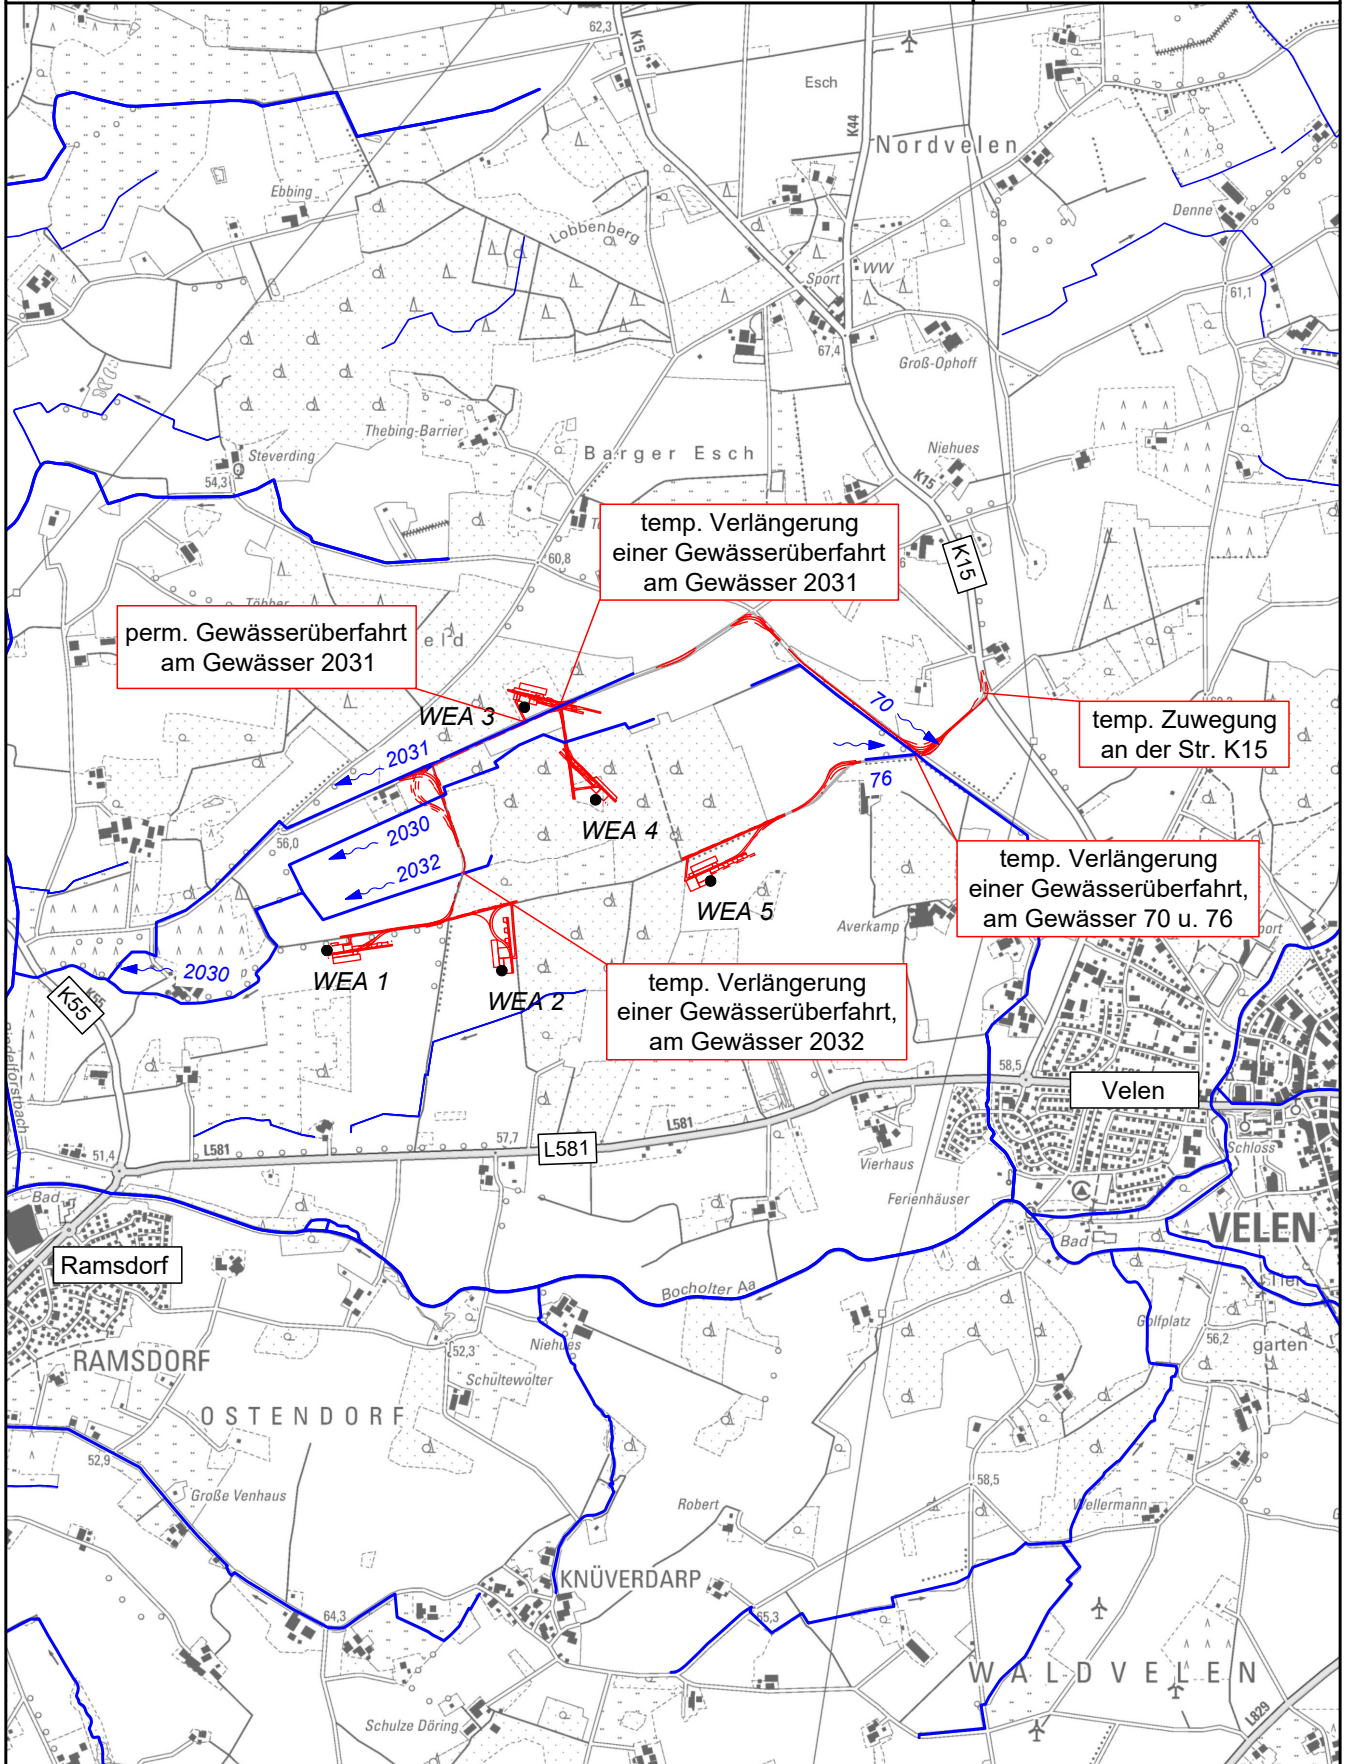 62,3
K15
Esch
K44
Nordvelen
Ebbing
Denne
Lobbenberg
WW
Sport
61,1
67,4
Groß-Ophoff
Thebing-Barrier
Steverding
Barger Esch
Niehues
54,3
K15
temp. Verlängerung
einer Gewässerüberfahrt
am Gewässer 2031
60,8
K15
perm. Gewässerüberfahrt
am Gewässer 2031
eld
WEA 3
70
temp. Zuwegung
an der Str. K15
2031
76
WEA 4
56,0
2030
2032
temp. Verlängerung
einer Gewässerüberfahrt,
am Gewässer 70 u. 76
WEA 5
Averkamp
port
2030
WEA 1
WEA 2
temp. Verlängerung
einer Gewässerüberfahrt,
am Gewässer 2032
K55
K55
58,5
Velen
L581
57,7
L581
L581
51,4
Vierhaus
Schloss
Ferienhäuser
Bad
Bad
VELEN
Ramsdorf
Bocholter Aa
Tier
garten
Golfplatz
56,2
Niehues
52,3
RAMSDORF
Schultewolter
OSTENDORF
52,9
58,5
Große Venhaus
Robert
Wellermann
KNÜVERDARP
64,3
65,3
WALDVELEN
Schulze Döring
L829